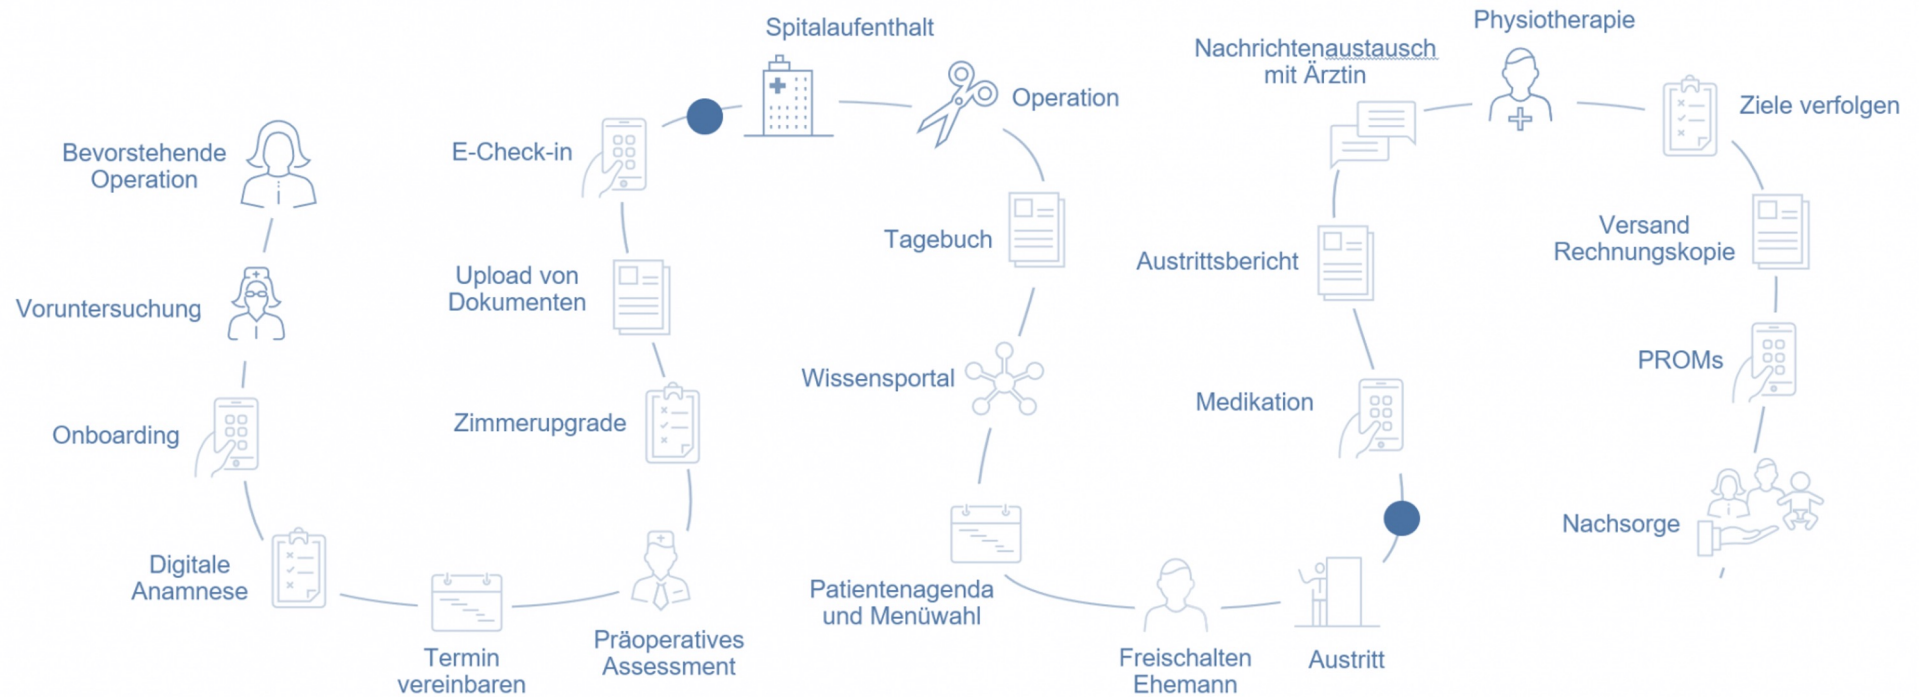 Bevorstehende
Operation
Voruntersuchung
Onboarding
Digitale
Anamnese
Termin
vereinbaren
Präoperatives
Assessment
Zimmerupgrade
Upload von
Dokumenten
E-Check-in
Spitalaufenthalt
Operation
Tagebuch
Wissensportal
Patientenagenda
und Menüwahl
Freischalten
Ehemann
Austritt
Medikation
Austrittsbericht
Nachrichtenaustausch
mit Ärztin
Physiotherapie
Ziele verfolgen
Versand
Rechnungskopie
PROMs
Nachsorge